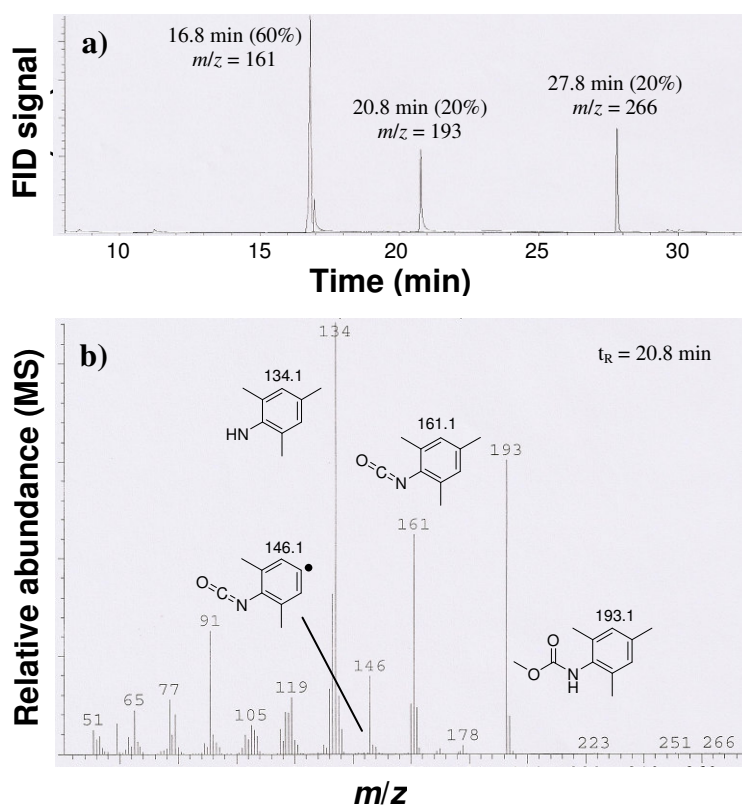 a)
16.8 min (60%)
m/z = 161
20.8 min (20%)
m/z = 193
27.8 min (20%)
m/z = 266
FID signal
10 15 20 25 30
Time (min)
b)
t_R = 20.8 min
134
134.1
HN
161.1
O C N
193
161
146.1
O C N
91
193.1
O
O N
H
146
119
77
65
105
51
178
223 251 266
Relative abundance (MS)
m/z